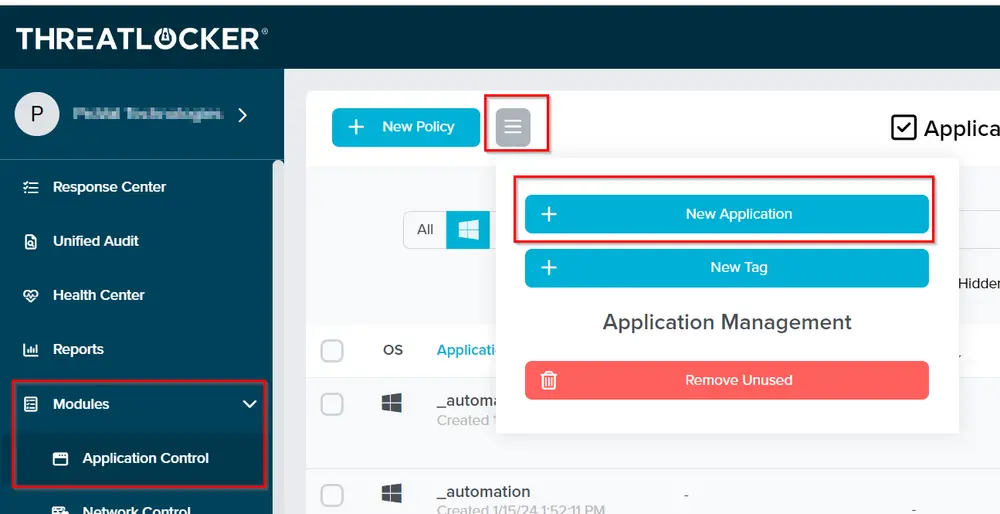 THREATLOCKER®
P
New Policy
Applica
Response Center
New Application
All
Unified Audit
New Tag
Hidden
Health Center
Application Management
Reports
OS
Applicati
Remove Unused
Modules
_automa
Created 1
Application Control
_automation
-
Created 1/15/24 1:52:11 PM
-
Network Control